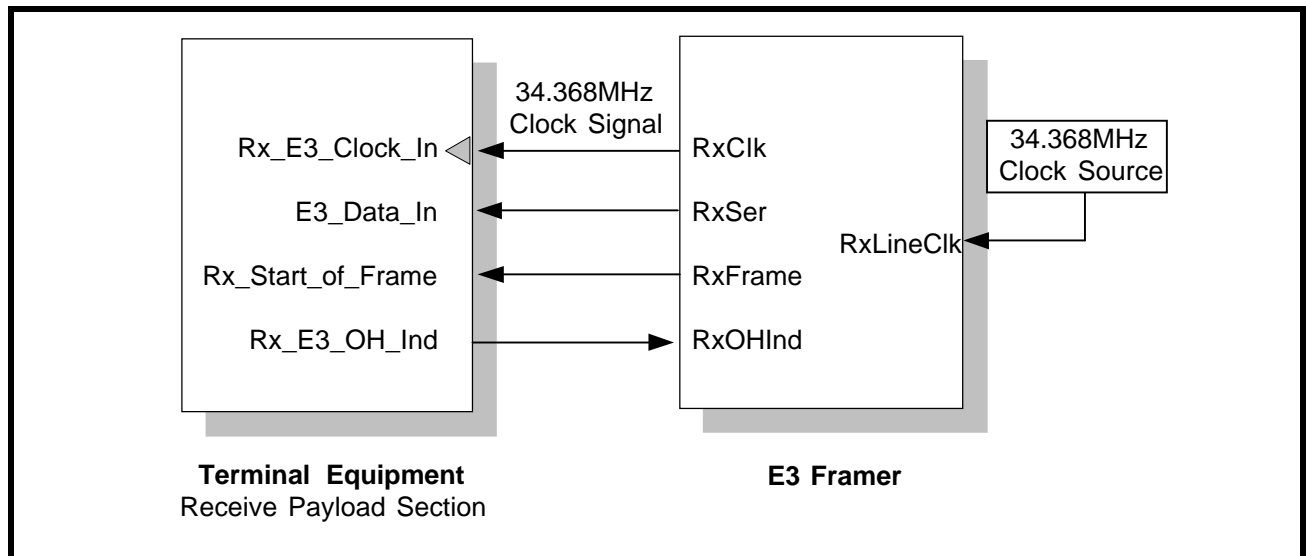 34.368MHz
Clock Signal
Rx_E3_Clock_In
E3_Data_In
Rx_Start_of_Frame
Rx_E3_OH_Ind
RxClk
RxSer
RxFrame
RxOHInd
RxLineClk
34.368MHz
Clock Source
Terminal Equipment
Receive Payload Section
E3 Framer